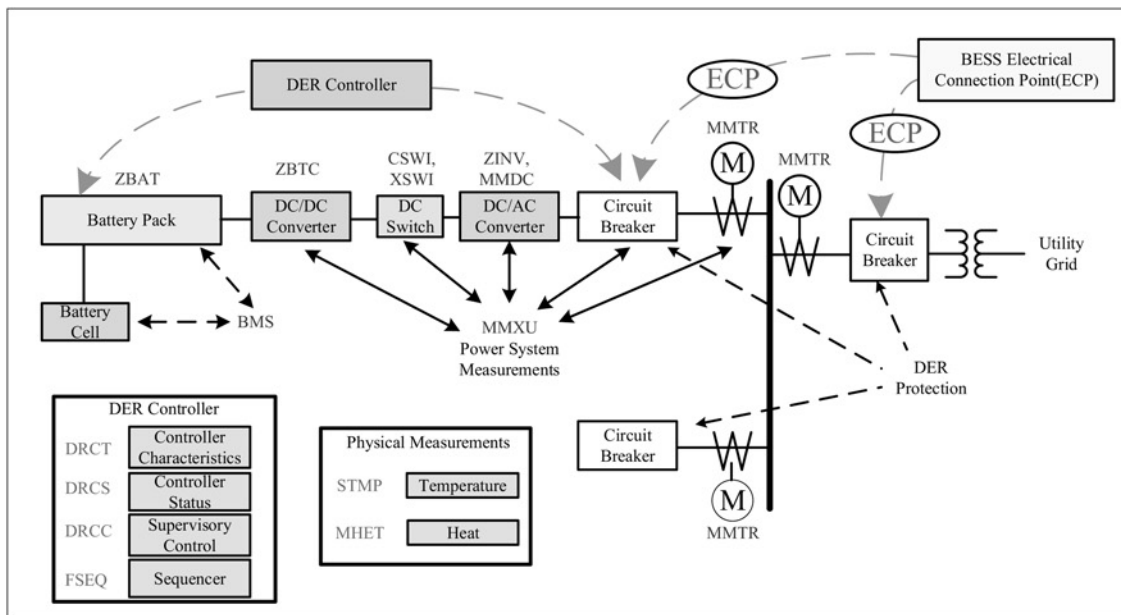 DER Controller
ECP
BESS Electrical
Connection Point(ECP)
ECP
MMTR
MMTR
ZBAT
ZBTC
CSWI,
XSWI
ZINV,
MMDC
M
M
Battery Pack
DC/DC
Converter
DC
Switch
DC/AC
Converter
Circuit
Breaker
Circuit
Breaker
Utility
Grid
Battery
Cell
BMS
MMXU
Power System
Measurements
DER
Protection
DER Controller
DRCT
Controller
Characteristics
DRCS
Controller
Status
DRCC
Supervisory
Control
FSEQ
Sequencer
Physical Measurements
STMP
Temperature
MHET
Heat
Circuit
Breaker
M
MMTR